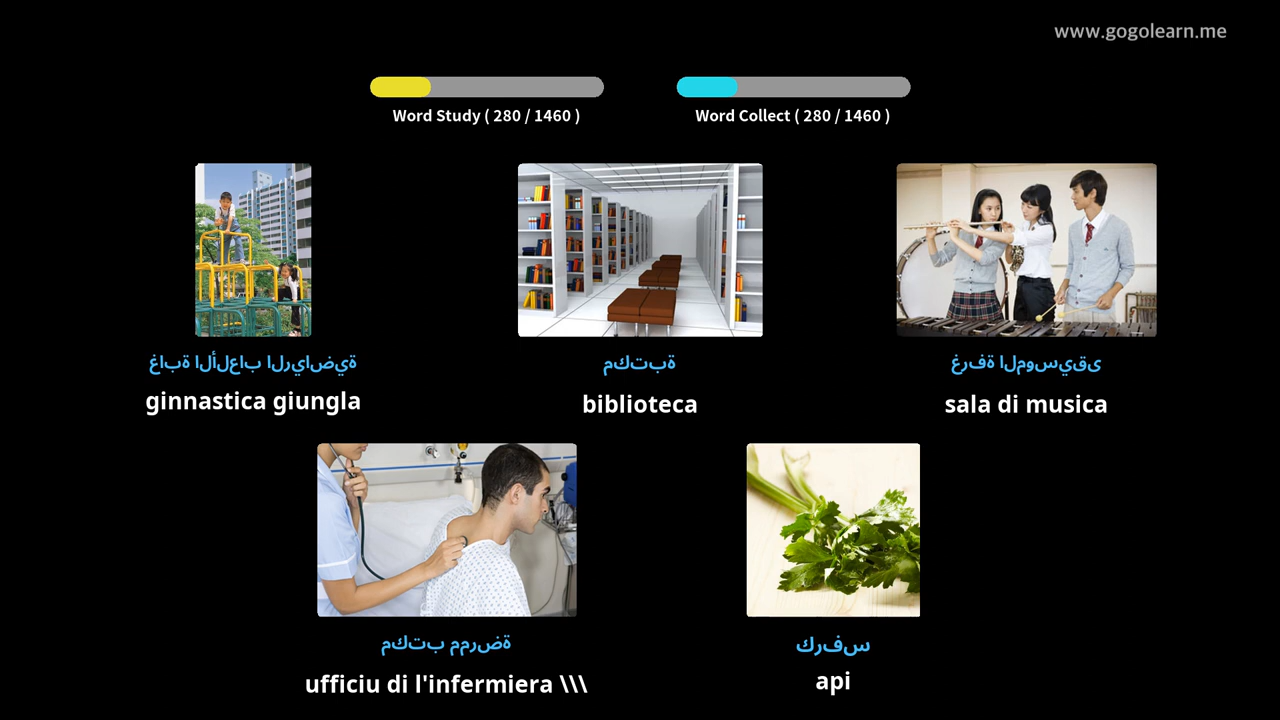 www.gogolearn.me
Word Study ( 280 / 1460 )
Word Collect ( 280 / 1460 )
غابة الألعاب الرياضية
ginnastica giungla
مكتبة
biblioteca
غرفة الموسيقى
sala di musica
مكتب ممرضة
ufficiu di l'infermiera \\\
كرفس
api